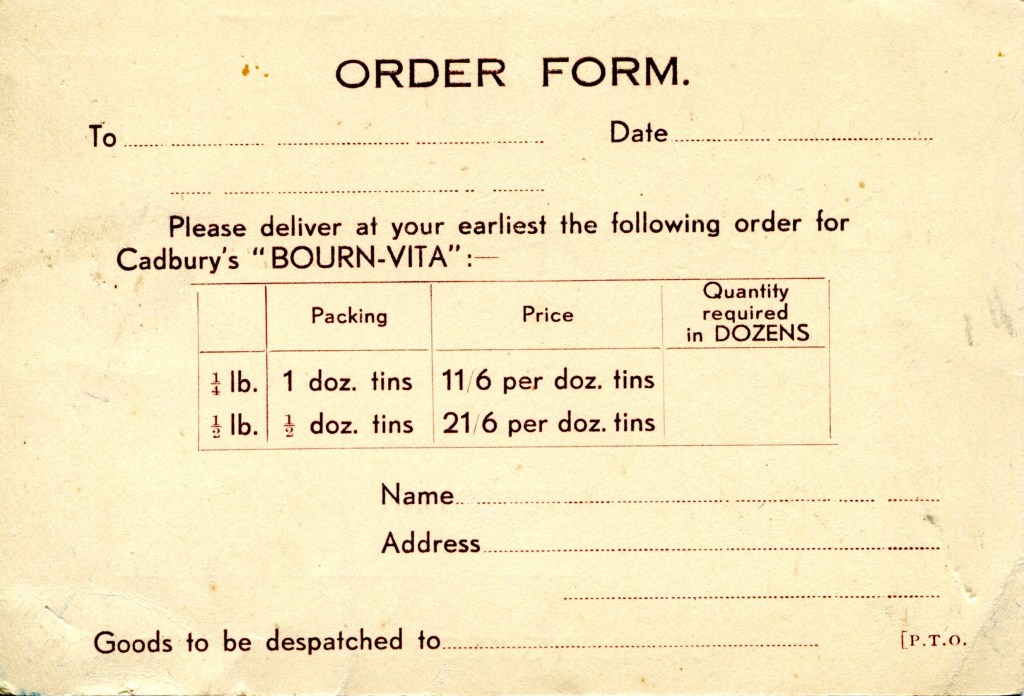 ORDER FORM.
To Date
Please deliver at your earliest the following order for
Cadbury's "BOURN-VITA":—
Packing Price Quantity required in DOZENS
¼ lb. 1 doz. tins 11/6 per doz. tins
½ lb. ½ doz. tins 21/6 per doz. tins
Name
Address
Goods to be despatched to [P.T.O.